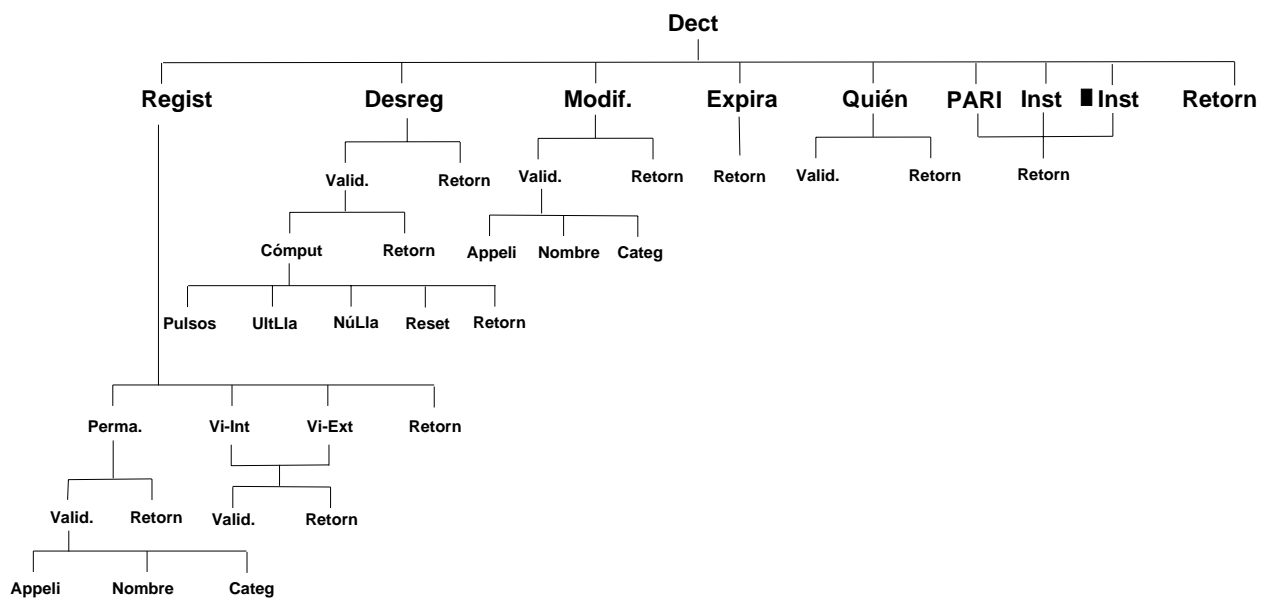 Dect
Regist Desreg Modif. Expira Quién PARI Inst ■ Inst Retorn
Valid. Retorn Valid. Retorn Retorn Valid. Retorn Retorn
Cómput Retorn Appeli Nombre Categ
Pulsos UltLla NúLla Reset Retorn
Perma. Vi-Int Vi-Ext Retorn
Valid. Retorn Valid. Retorn
Appeli Nombre Categ